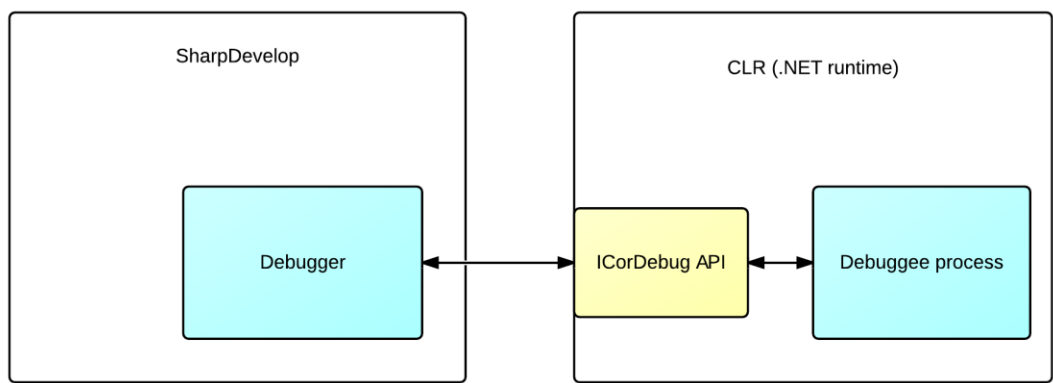 SharpDevelop
CLR (.NET runtime)
Debugger
ICorDebug API
Debuggee process